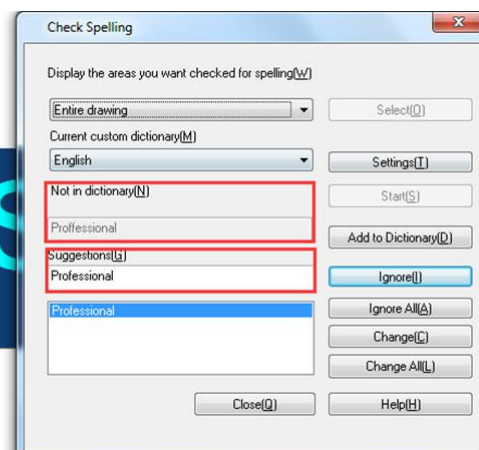 Check Spelling
Display the areas you want checked for spelling(W)
Entire drawing
Select(O)
Current custom dictionary(M)
English
Settings(T)
Not in dictionary(N)
Start(S)
Proffessional
Add to Dictionary(D)
Suggestions(G)
Professional
Ignore(I)
Professional
Ignore All(A)
Change(C)
Change All(L)
Close(Q)
Help(H)